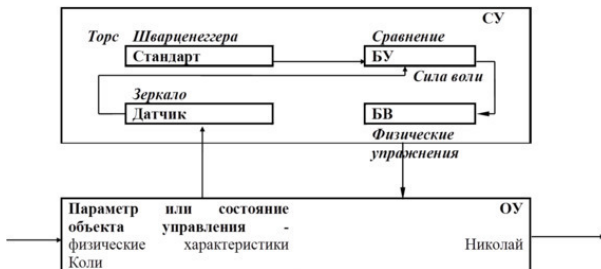 СУ
Торс Шварценеггера Сравнение
Стандарт БУ
Сила воли
Зеркало
Датчик БВ
Физические
упражнения
Параметр или состояние ОУ
объекта управления -
физические характеристики Николай
Коли